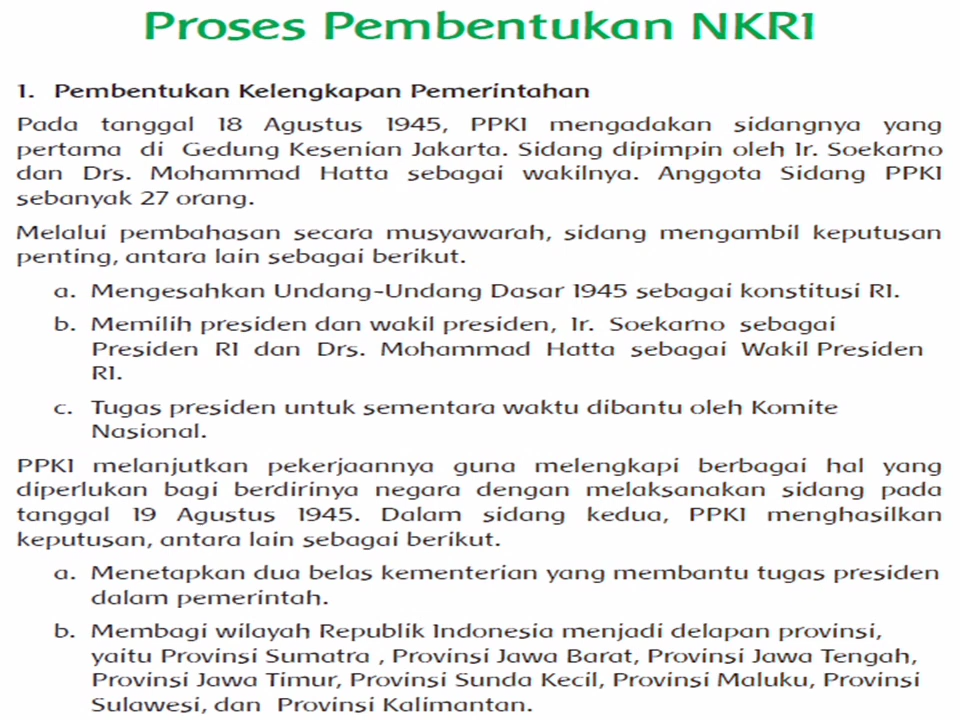 Proses Pembentukan NKRI
1. Pembentukan Kelengkapan Pemerintahan
Pada tanggal 18 Agustus 1945, PPKI mengadakan sidangnya yang
pertama di Gedung Kesenian Jakarta. Sidang dipimpin oleh Ir. Soekarno
dan Drs. Mohammad Hatta sebagai wakilnya. Anggota Sidang PPKI
sebanyak 27 orang.
Melalui pembahasan secara musyawarah, sidang mengambil keputusan
penting, antara lain sebagai berikut.
a. Mengesahkan Undang-Undang Dasar 1945 sebagai konstitusi RI.
b. Memilih presiden dan wakil presiden, Ir. Soekarno sebagai
Presiden RI dan Drs. Mohammad Hatta sebagai Wakil Presiden
RI.
c. Tugas presiden untuk sementara waktu dibantu oleh Komite
Nasional.
PPKI melanjutkan pekerjaannya guna melengkapi berbagai hal yang
diperlukan bagi berdirinya negara dengan melaksanakan sidang pada
tanggal 19 Agustus 1945. Dalam sidang kedua, PPKI menghasilkan
keputusan, antara lain sebagai berikut.
a. Menetapkan dua belas kementerian yang membantu tugas presiden
dalam pemerintah.
b. Membagi wilayah Republik Indonesia menjadi delapan provinsi,
yaitu Provinsi Sumatra , Provinsi Jawa Barat, Provinsi Jawa Tengah,
Provinsi Jawa Timur, Provinsi Sunda Kecil, Provinsi Maluku, Provinsi
Sulawesi, dan Provinsi Kalimantan.